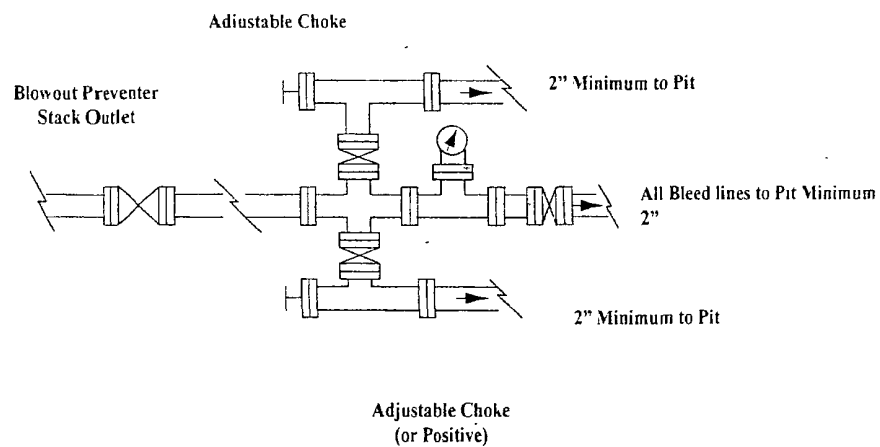 Adiustable Choke
2” Minimum to Pit
Blowout Preventer
Stack Outlet
All Bleed lines to Pit Minimum
2”
2” Minimum to Pit
Adjustable Choke
(or Positive)